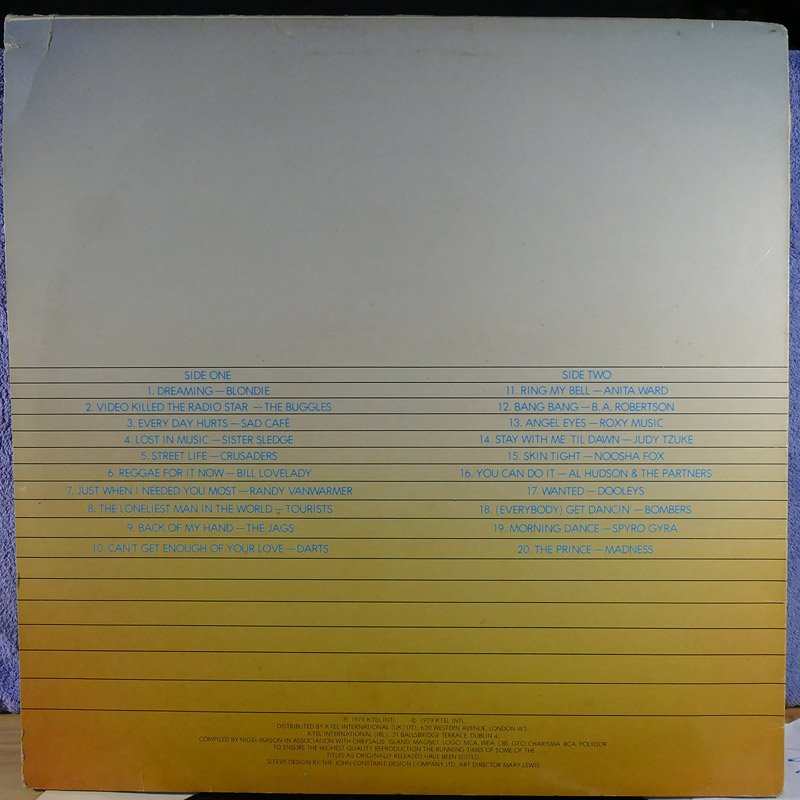 SIDE ONE
1. DREAMING — BLONDIE
2. VIDEO KILLED THE RADIO STAR — THE BUGGLES
3. EVERY DAY HURTS — SAD CAFÉ
4. LOST IN MUSIC — SISTER SLEDGE
5. STREET LIFE — CRUSADERS
6. REGGAE FOR IT NOW — BILL LOVELADY
7. JUST WHEN I NEEDED YOU MOST — RANDY VANWARMER
8. THE LONELIEST MAN IN THE WORLD — TOURISTS
9. BACK OF MY HAND — THE JAGS
10. CAN'T GET ENOUGH OF YOUR LOVE — DARTS
SIDE TWO
11. RING MY BELL — ANITA WARD
12. BANG BANG — B. A. ROBERTSON
13. ANGEL EYES — ROXY MUSIC
14. STAY WITH ME 'TIL DAWN — JUDY TZUKE
15. SKIN TIGHT — NOOSHA FOX
16. YOU CAN DO IT — AL HUDSON & THE PARTNERS
17. WANTED — DOOLEYS
18. (EVERYBODY) GET DANCIN' — BOMBERS
19. MORNING DANCE — SPYRO GYRA
20. THE PRINCE — MADNESS
℗ 1979 K-TEL INTL. © 1979 K-TEL INTL.
DISTRIBUTED BY K-TEL INTERNATIONAL (UK) LTD., 620 WESTERN AVENUE, LONDON W3.
K-TEL INTERNATIONAL (IRL), 31 BALLSBRIDGE TERRACE, DUBLIN 4.
COMPILED BY NIGEL MASON IN ASSOCIATION WITH CHRYSALIS, ISLAND, MAGNET, LOGO, MCA, WEA, CBS, GTO, CHARISMA, RCA, POLYDOR
TO ENSURE THE HIGHEST QUALITY REPRODUCTION THE RUNNING TIMES OF SOME OF THE
TITLES AS ORIGINALLY RELEASED HAVE BEEN EDITED
SLEEVE DESIGN BY THE JOHN CONSTABLE DESIGN COMPANY LTD. ART DIRECTOR MARY LEWIS.